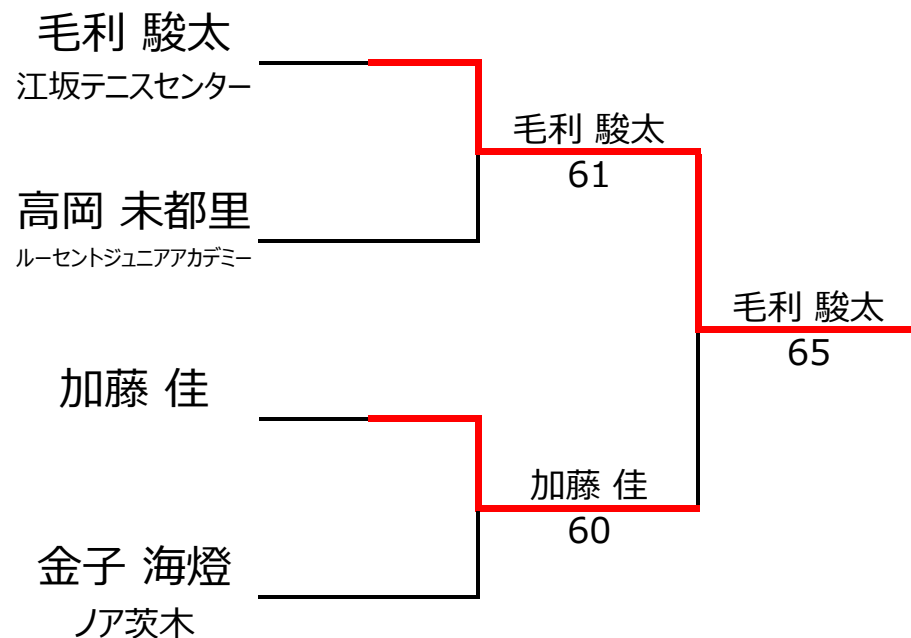 毛利 駿太
江坂テニスセンター
毛利 駿太
61
高岡 未都里
ルーセントジュニアアカデミー
毛利 駿太
65
加藤 佳
加藤 佳
60
金子 海燈
ノア茨木